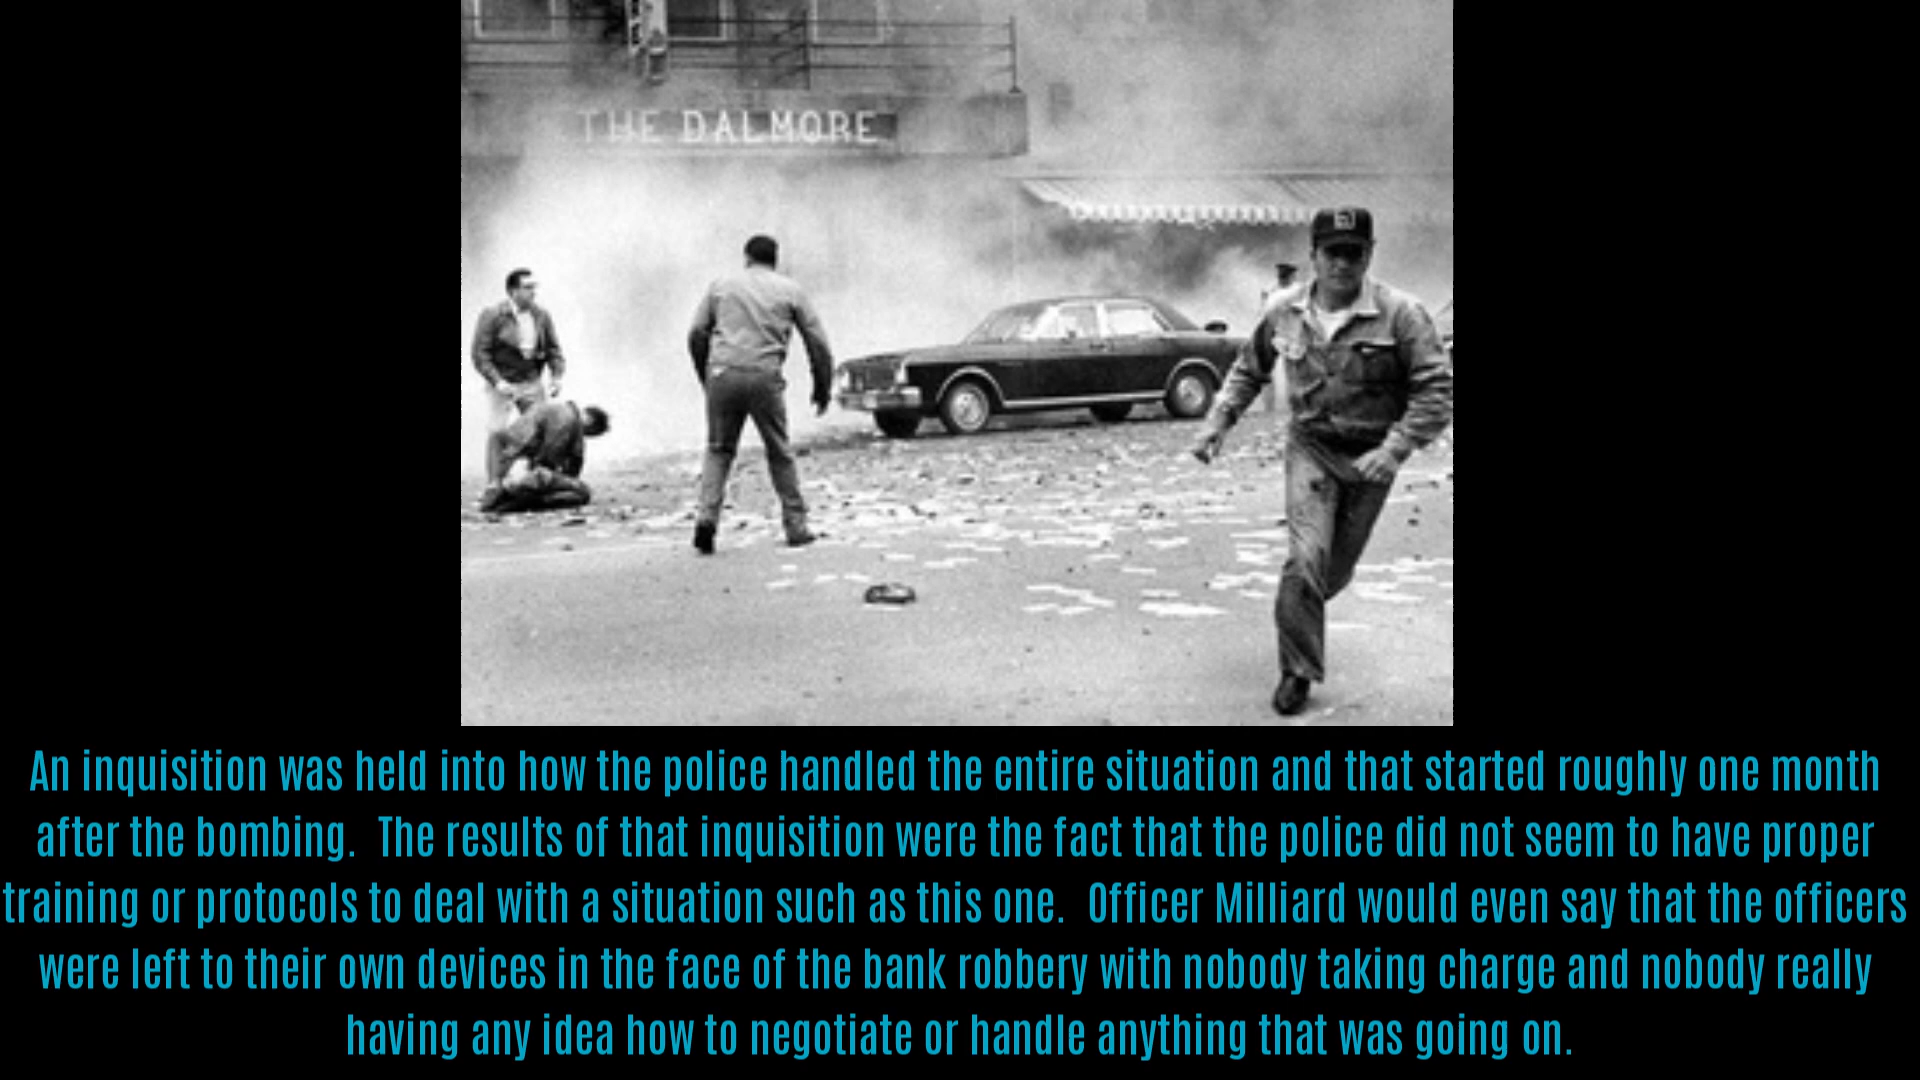 THE DALMORE
An inquisition was held into how the police handled the entire situation and that started roughly one month
after the bombing.  The results of that inquisition were the fact that the police did not seem to have proper
training or protocols to deal with a situation such as this one.  Officer Milliard would even say that the officers
were left to their own devices in the face of the bank robbery with nobody taking charge and nobody really
having any idea how to negotiate or handle anything that was going on.